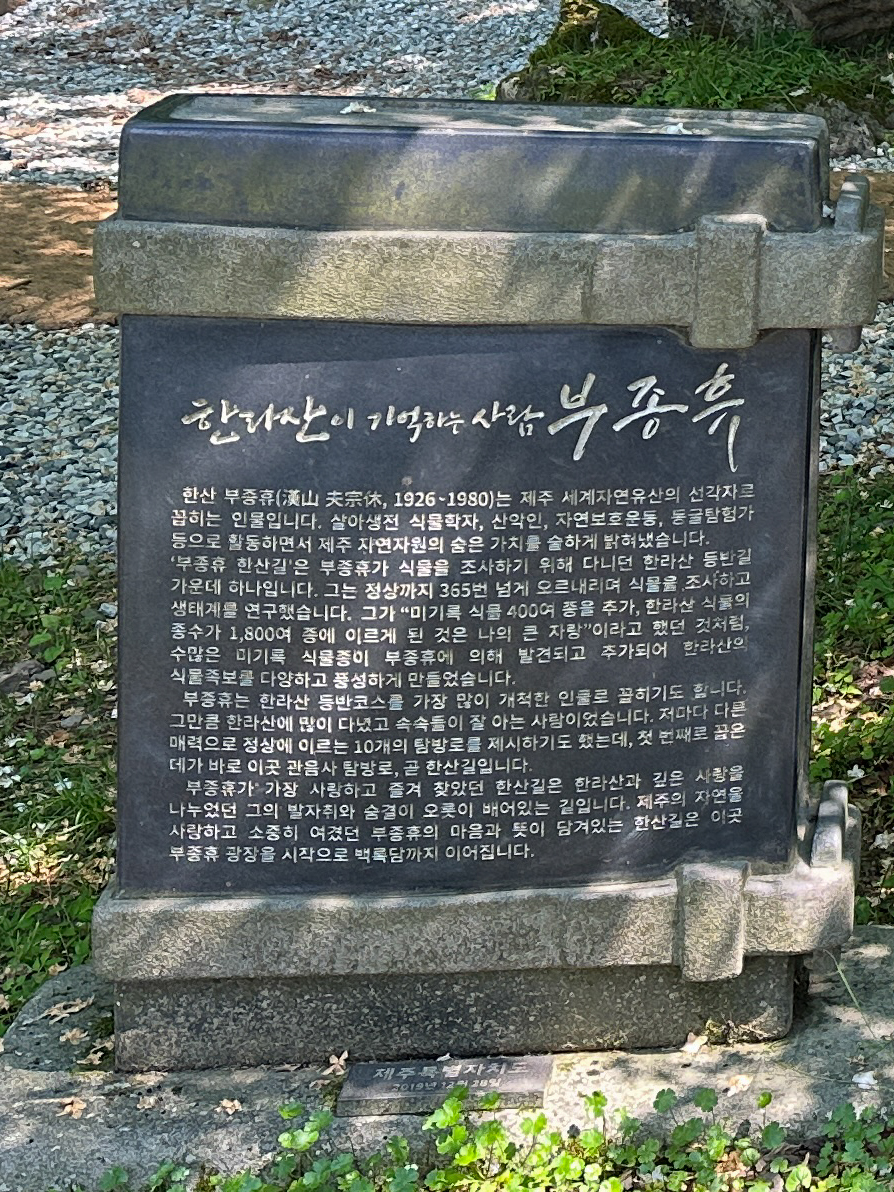 한라산이 기억하는 사람 부종휴
한산 부종휴(漢山 夫宗休, 1926~1980)는 제주 세계자연유산의 선각자로
꼽히는 인물입니다. 살아생전 식물학자, 산악인, 자연보호운동, 동굴탐험가
등으로 활동하면서 제주 자연자원의 숨은 가치를 숱하게 밝혀냈습니다.
‘부종휴 한산길’은 부종휴가 식물을 조사하기 위해 다니던 한라산 등반길
가운데 하나입니다. 그는 정상까지 365번 넘게 오르내리며 식물을 조사하고
생태계를 연구했습니다. 그가 “미기록 식물 400여 종을 추가, 한라산 식물의
종수가 1,800여 종에 이르게 된 것은 나의 큰 자랑”이라고 했던 것처럼,
수많은 미기록 식물종이 부종휴에 의해 발견되고 추가되어 한라산의
식물족보를 다양하고 풍성하게 만들었습니다.
부종휴는 한라산 등반코스를 가장 많이 개척한 인물로 꼽히기도 합니다.
그만큼 한라산에 많이 다녔고 속속들이 잘 아는 사람이었습니다. 저마다 다른
매력으로 정상에 이르는 10개의 탐방로를 제시하기도 했는데, 첫 번째로 꼽은
데가 바로 이곳 관음사 탐방로, 곧 한산길입니다.
부종휴가 가장 사랑하고 즐겨 찾았던 한산길은 한라산과 깊은 사랑을
나누었던 그의 발자취와 숨결이 오롯이 배어있는 길입니다. 제주의 자연을
사랑하고 소중히 여겼던 부종휴의 마음과 뜻이 담겨있는 한산길은 이곳
부종휴 광장을 시작으로 백록담까지 이어집니다.
제주특별자치도
2019년 12월 28일